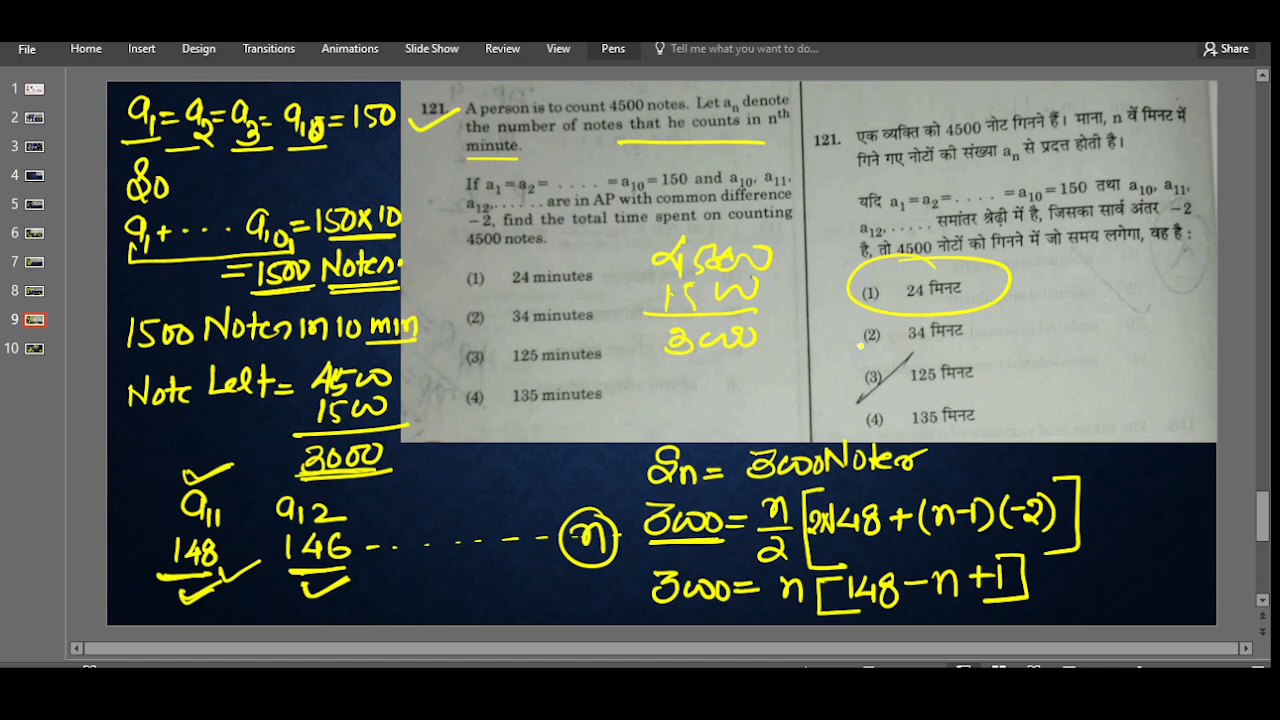 File Home Insert Design Transitions Animations Slide Show Review View Pens Tell me what you want to do... Share
1
2
3
4
5
6
7
8
9
10
a1 = a2 = a3 = a10 = 150
So
a1 + ... a10 = 150×10
= 1500 Notes.
1500 Notes in 10 min
Note Left = 4500
1500
3000
a11 a12
148 146 - - - - - - n
121. A person is to count 4500 notes. Let an denote
the number of notes that he counts in nth
minute.
If a1 = a2 = . . . . = a10 = 150 and a10, a11,
a12, ...... are in AP with common difference
−2, find the total time spent on counting
4500 notes.
(1) 24 minutes
(2) 34 minutes
(3) 125 minutes
(4) 135 minutes
4500
1500
3000
121. एक व्यक्ति को 4500 नोट गिनने हैं। माना, n वें मिनट में
गिने गए नोटों की संख्या an से प्रदत्त होती है।
यदि a1 = a2 = . . . . . = a10 = 150 तथा a10, a11,
a12, ...... समांतर श्रेढ़ी में है, जिसका सार्व अंतर −2
है, तो 4500 नोटों को गिनने में जो समय लगेगा, वह है :
(1) 24 मिनट
(2) 34 मिनट
(3) 125 मिनट
(4) 135 मिनट
Sn = 3000 Notes
3000 = n/2 [2×148 + (n-1)(-2)]
3000 = n [148 - n + 1]